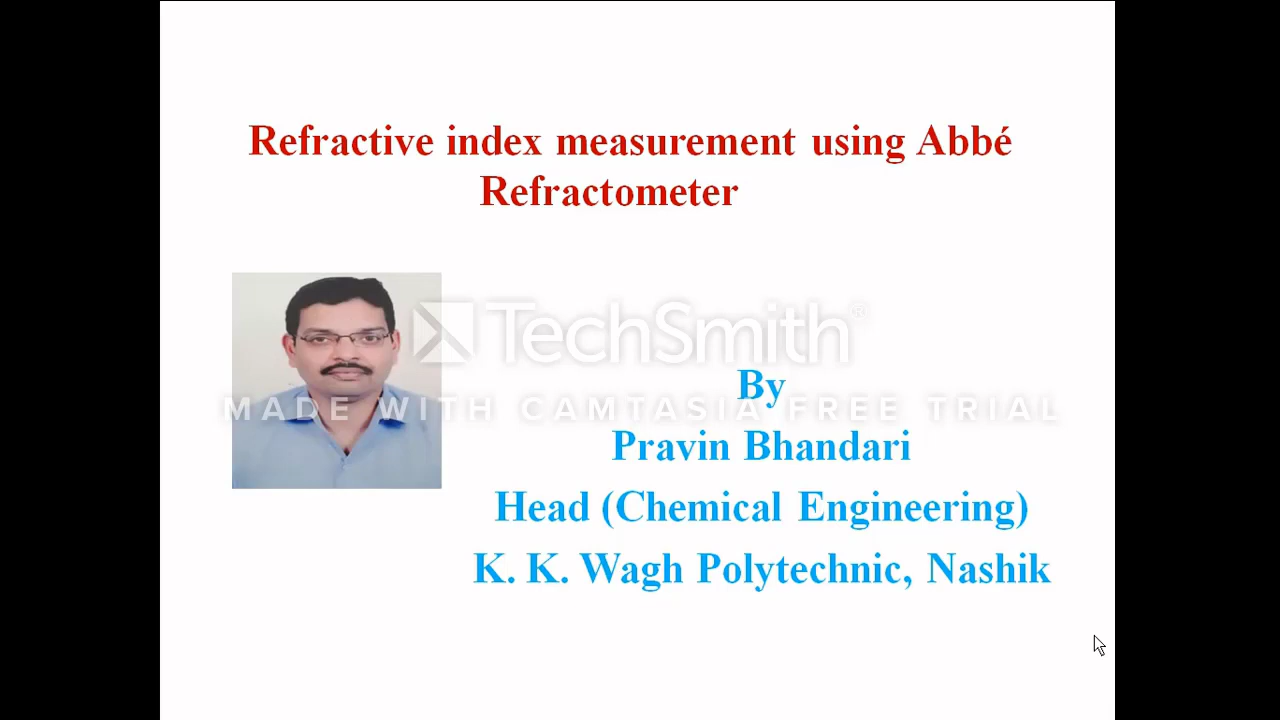 Refractive index measurement using Abbé
Refractometer
TechSmith®
By
MADE WITH CAMTASIA FREE TRIAL
Pravin Bhandari
Head (Chemical Engineering)
K. K. Wagh Polytechnic, Nashik